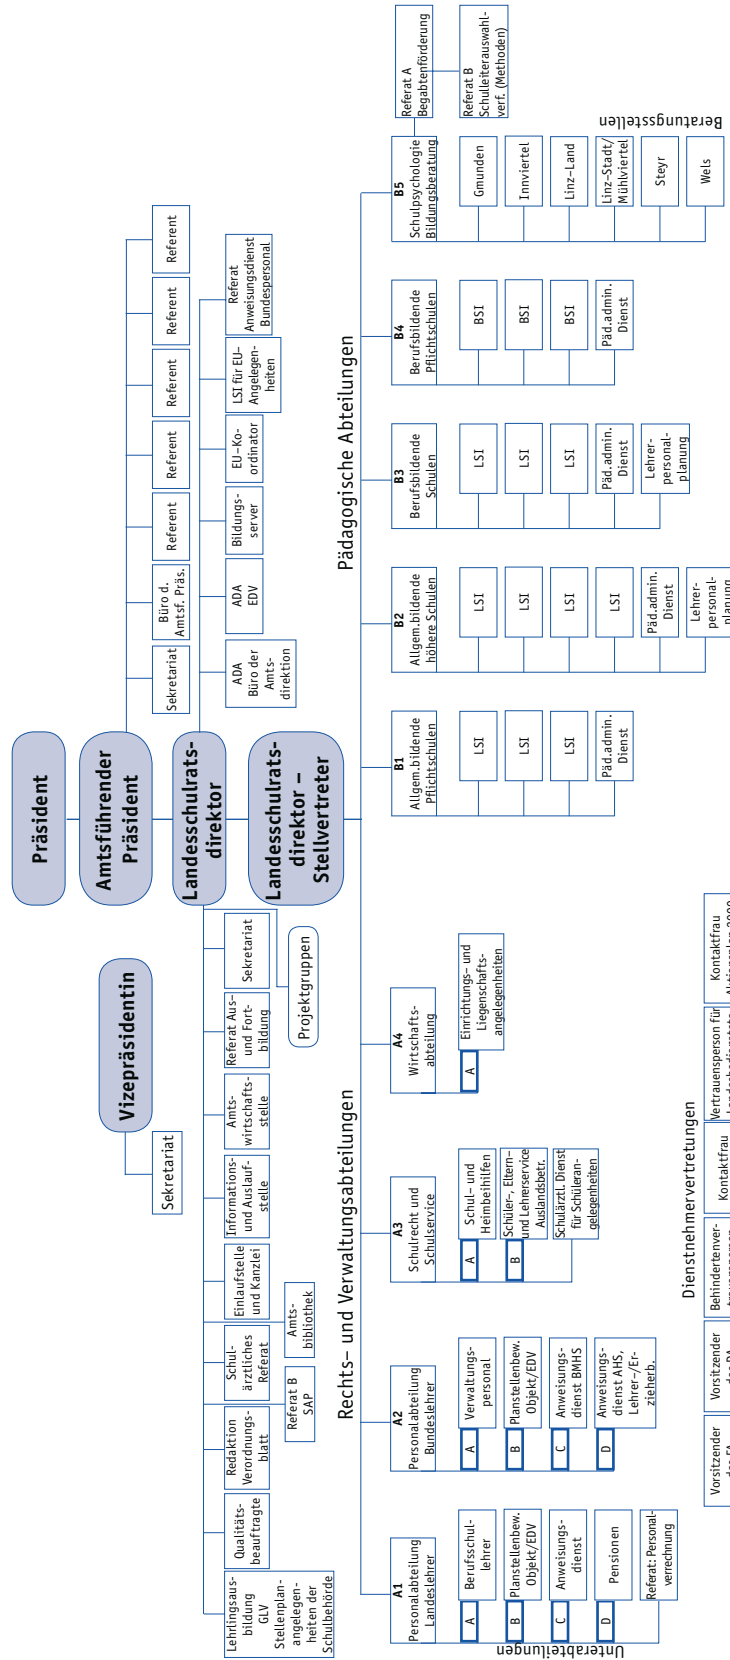 Präsident
Amtsführender
Präsident
Vizepräsidentin
Sekretariat
Sekretariat
Büro d.
Amtsf. Präs.
Referent
Referent
Referent
Referent
Referent
Landesschulrats-
direktor
Landesschulrats-
direktor –
Stellvertreter
Lehrlingsaus-
bildung
GLV
Stellenplan-
angelegen-
heiten der
Schulbehörde
Qualitäts-
beauftragte
Redaktion
Verordnungs-
blatt
Schul-
ärztliches
Referat
Einlaufstelle
und Kanzlei
Informations-
und Auslauf-
stelle
Amts-
wirtschafts-
stelle
Referat Aus-
und Fort-
bildung
Sekretariat
Referat B
SAP
Amts-
bibliothek
Projektgruppen
ADA
Büro der
Amts-
direktion
ADA
EDV
Bildungs-
server
EU-Ko-
ordinator
LSI für EU-
Angelegen-
heiten
Referat
Anweisungsdienst
Bundespersonal
Rechts- und Verwaltungsabteilungen
Pädagogische Abteilungen
A1
Personalabteilung
Landeslehrer
A
Berufsschul-
lehrer
B
Planstellenbew.
Objekt/EDV
C
Anweisungs-
dienst
D
Pensionen
Referat: Personal-
verrechnung
Unterabteilungen
A2
Personalabteilung
Bundeslehrer
A
Verwaltungs-
personal
B
Planstellenbew.
Objekt/EDV
C
Anweisungs-
dienst BMHS
D
Anweisungs-
dienst AHS,
Lehrer-/Er-
zieherb.
A3
Schulrecht und
Schulservice
A
Schul- und
Heimbeihilfen
B
Schüler-, Eltern-
und Lehrerservice
Auslandsbetr.
Schulärztl. Dienst
für Schüleran-
gelegenheiten
A4
Wirtschafts-
abteilung
A
Einrichtungs- und
Liegenschafts-
angelegenheiten
B1
Allgem.bildende
Pflichtschulen
LSI
LSI
LSI
Päd.admin.
Dienst
B2
Allgem.bildende
höhere Schulen
LSI
LSI
LSI
LSI
Päd.admin.
Dienst
Lehrer-
personal-
planung
B3
Berufsbildende
Schulen
LSI
LSI
LSI
Päd.admin.
Dienst
Lehrer-
personal-
planung
B4
Berufsbildende
Pflichtschulen
BSI
BSI
BSI
Päd.admin.
Dienst
B5
Schulpsychologie
Bildungsberatung
Gmunden
Innviertel
Linz-Land
Linz-Stadt/
Mühlviertel
Steyr
Wels
Beratungsstellen
Referat A
Begabtenförderung
Referat B
Schulleiterauswahl-
verf. (Methoden)
Dienstnehmervertretungen
Vorsitzender
Vorsitzender
Behindertenver-
Kontaktfrau
Vertrauensperson für
Kontaktfrau